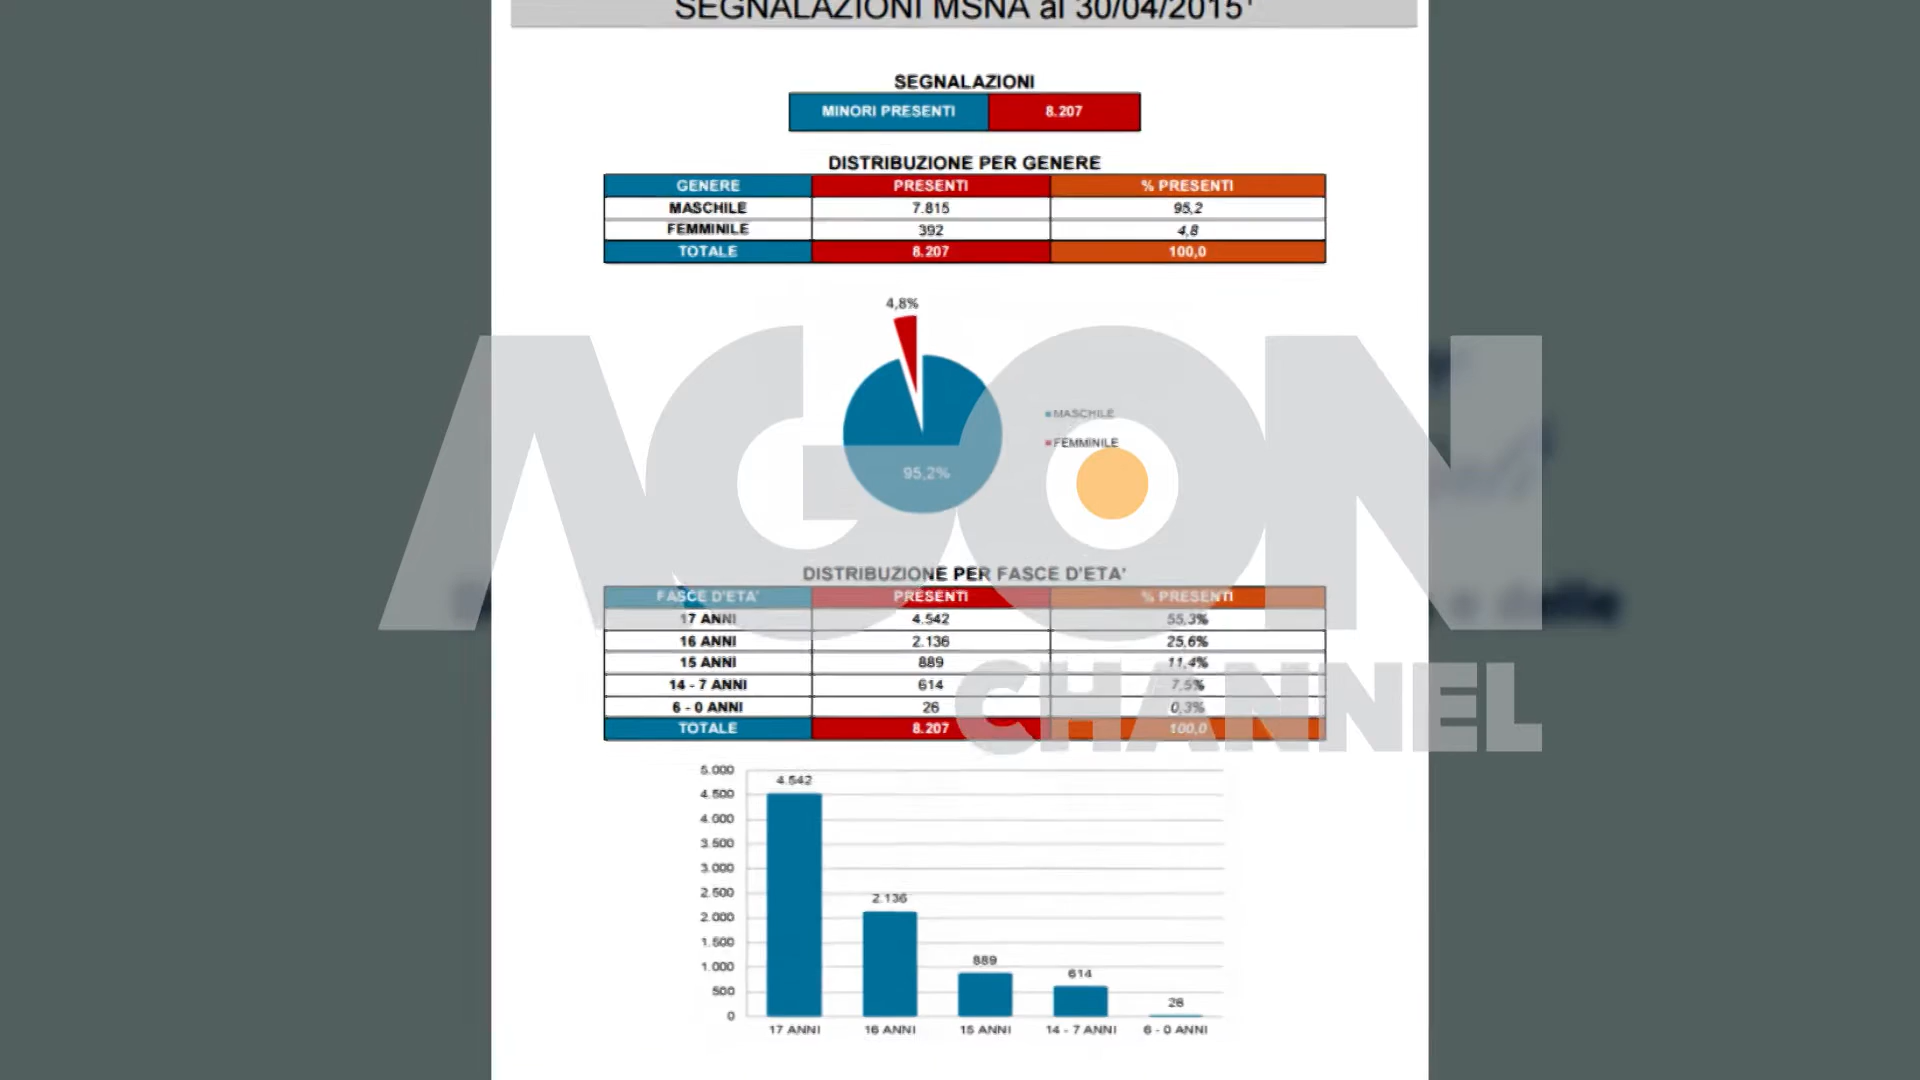 SEGNALAZIONI MSNA al 30/04/2015¹
SEGNALAZIONI
MINORI PRESENTI 8.207
DISTRIBUZIONE PER GENERE
GENERE PRESENTI % PRESENTI
MASCHILE 7.815 95,2
FEMMINILE 392 4,8
TOTALE 8.207 100,0
4,8%
MASCHILE
FEMMINILE
95,2%
AGON
CHANNEL
DISTRIBUZIONE PER FASCE D'ETA'
FASCE D'ETA' PRESENTI % PRESENTI
17 ANNI 4.542 55,3%
16 ANNI 2.136 25,6%
15 ANNI 889 11,4%
14 - 7 ANNI 614 7,5%
6 - 0 ANNI 26 0,3%
TOTALE 8.207 100,0
5.000
4.542
4.500
4.000
3.500
3.000
2.500
2.136
2.000
1.500
1.000
889
614
500
26
0
17 ANNI 16 ANNI 15 ANNI 14 - 7 ANNI 6 - 0 ANNI
e delle